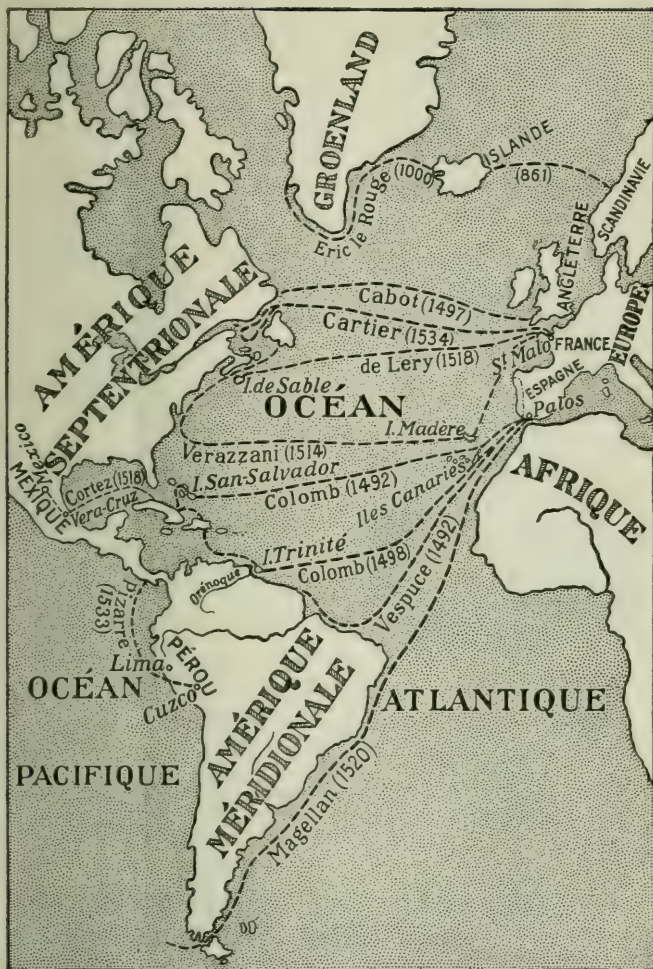 GROENLAND
ISLANDE
(861)
Eric le Rouge (1000)
SCANDINAVIE
ANGLETERRE
EUROPE
AMÉRIQUE
SEPTENTRIONALE
Cabot (1497)
Cartier (1534)
de Lery (1518)
St Malo
FRANCE
I. de Sable
OCÉAN
ESPAGNE
Palos
I. Madère
Verazzani (1514)
I. San-Salvador
Colomb (1492)
Iles Canaries
AFRIQUE
Mexico
MEXIQUE
Cortez (1518)
Vera-Cruz
I. Trinité
Colomb (1498)
Vespuce (1492)
Orénoque
Pizarre
(1533)
PÉROU
Lima
Cuzco
OCÉAN
PACIFIQUE
AMÉRIQUE
MÉRIDIONALE
ATLANTIQUE
Magellan (1520)